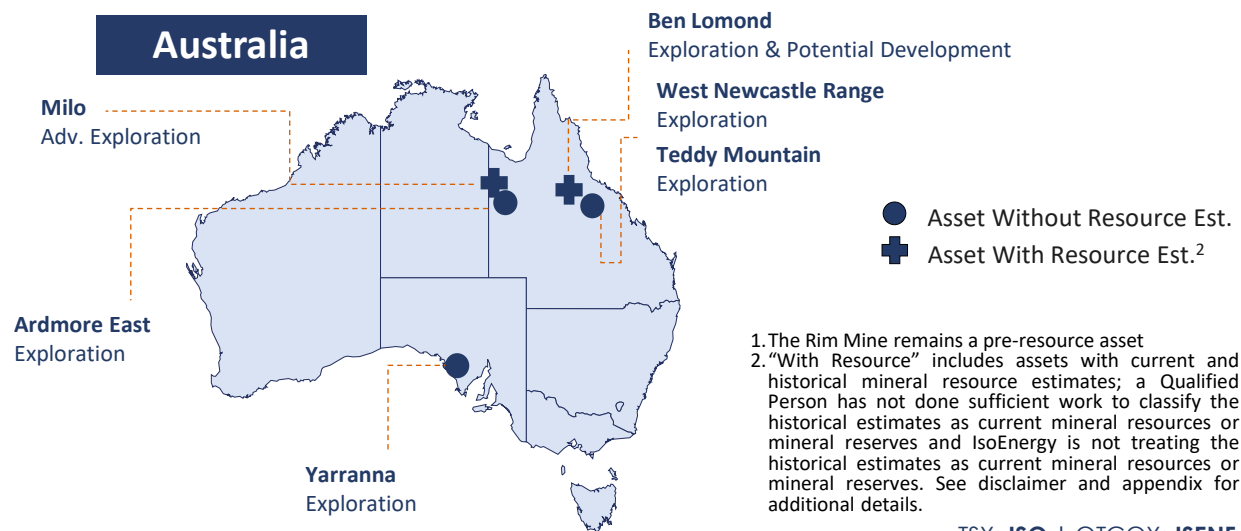 Australia
Ben Lomond
Exploration & Potential Development
Milo
Adv. Exploration
West Newcastle Range
Exploration
Teddy Mountain
Exploration
Asset Without Resource Est.
Asset With Resource Est.2
Ardmore East
Exploration
Yarranna
Exploration
1.The Rim Mine remains a pre-resource asset
2.“With Resource” includes assets with current and
historical mineral resource estimates; a Qualified
Person has not done sufficient work to classify the
historical estimates as current mineral resources or
mineral reserves and IsoEnergy is not treating the
historical estimates as current mineral resources or
mineral reserves. See disclaimer and appendix for
additional details.